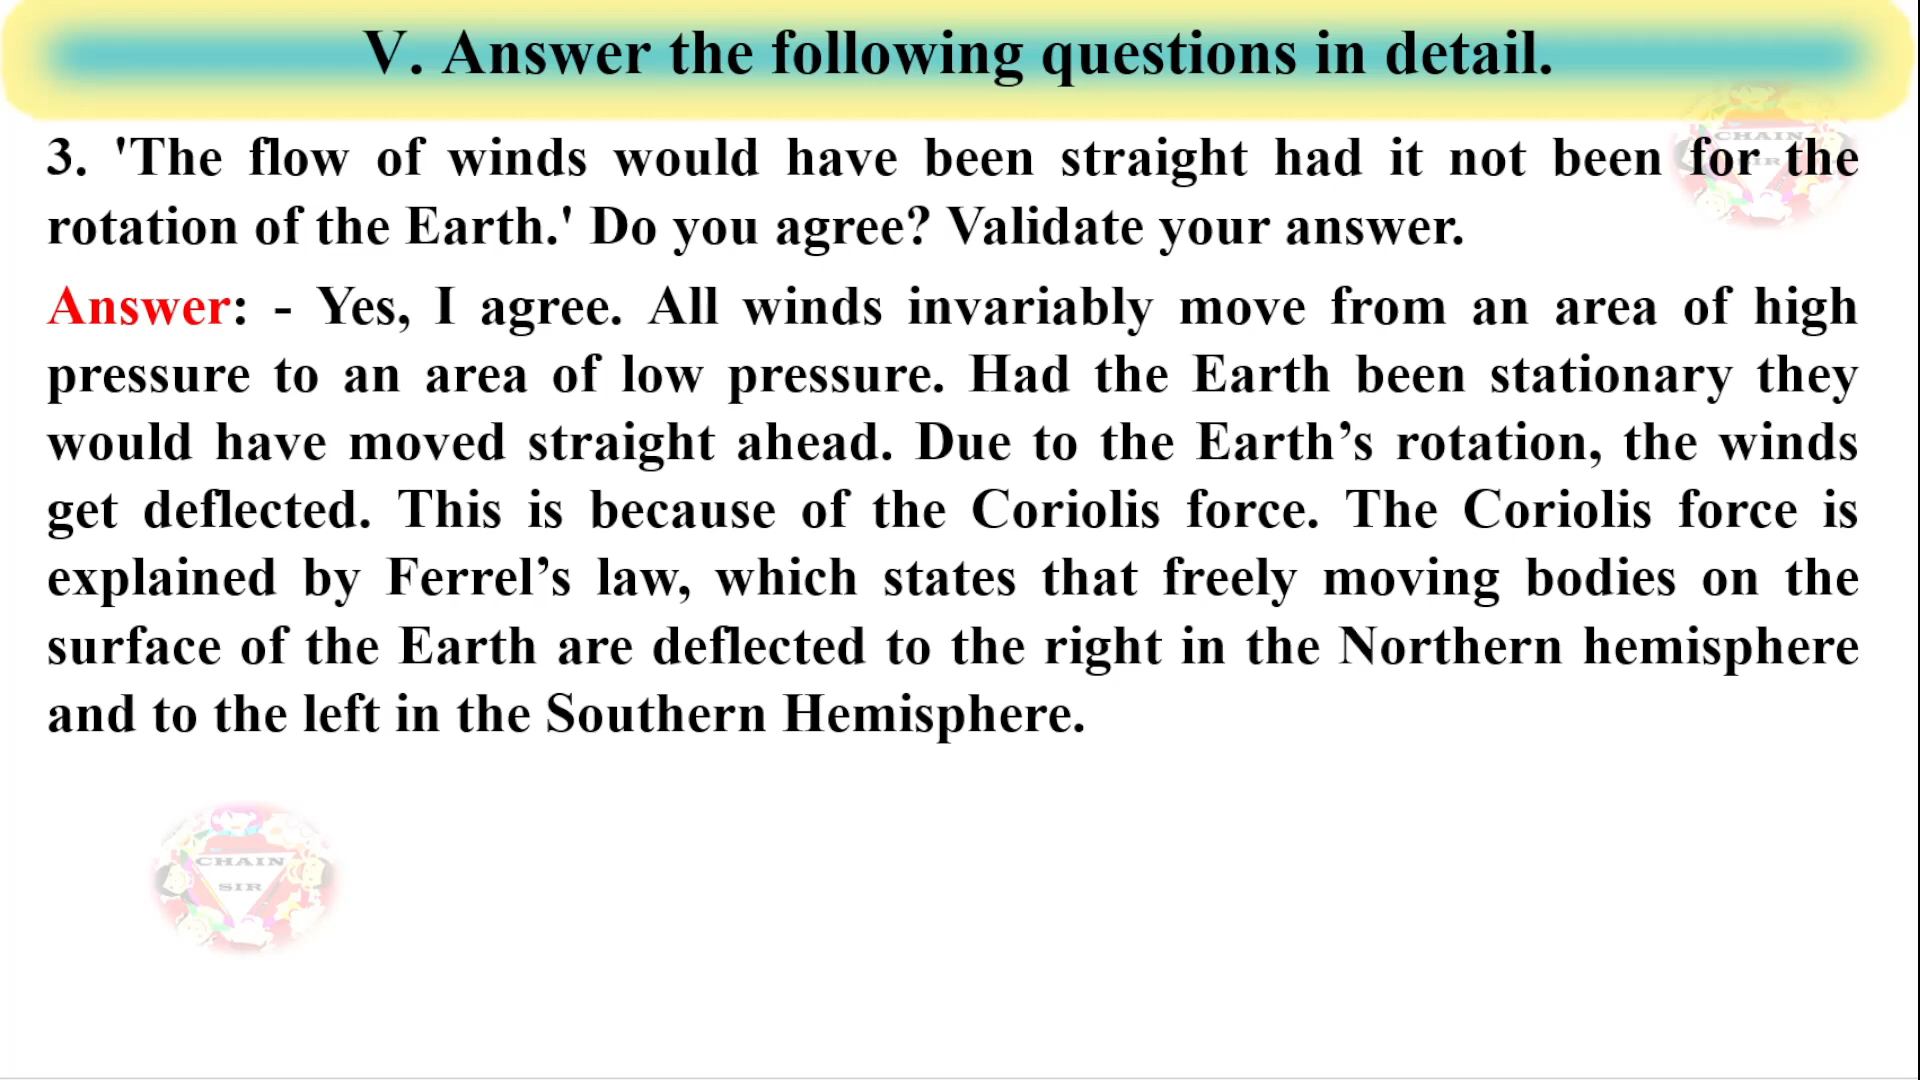 V. Answer the following questions in detail.
3. 'The flow of winds would have been straight had it not been for the
rotation of the Earth.' Do you agree? Validate your answer.
Answer: - Yes, I agree. All winds invariably move from an area of high
pressure to an area of low pressure. Had the Earth been stationary they
would have moved straight ahead. Due to the Earth’s rotation, the winds
get deflected. This is because of the Coriolis force. The Coriolis force is
explained by Ferrel’s law, which states that freely moving bodies on the
surface of the Earth are deflected to the right in the Northern hemisphere
and to the left in the Southern Hemisphere.
CHAIN
SIR
CHAIN
SIR